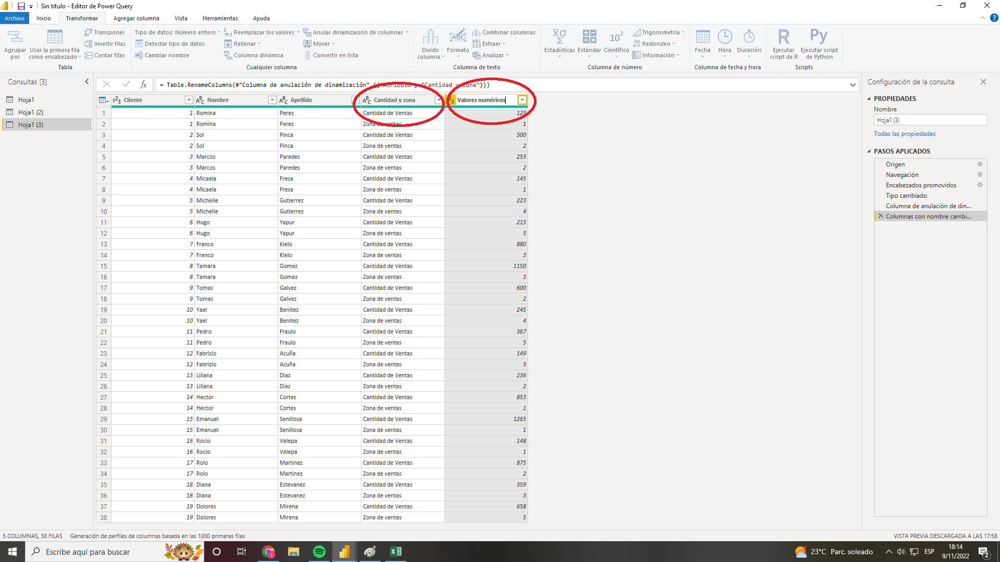 Sin título - Editor de Power Query
Archivo Inicio Transformar Agregar columna Vista Herramientas Ayuda
Agrupar por
Usar la primera fila como encabezado
Transponer
Invertir filas
Contar filas
Tabla
Tipo de datos: Número entero
Detectar tipo de datos
Cambiar nombre
Reemplazar los valores
Rellenar
Columna dinámica
Anular dinamización de columnas
Mover
Convertir en lista
Cualquier columna
Dividir columna
Formato
Combinar columnas
Extraer
Analizar
Columna de texto
Estadísticas
Estándar
Científico
Trigonometría
Redondeo
Información
Columna de número
Fecha
Hora
Duración
Columna de fecha y hora
Ejecutar script de R
Ejecutar script de Python
Scripts
Consultas [3]
Hoja1
Hoja1 (2)
Hoja1 (3)
= Table.RenameColumns(#"Columna de anulación de dinamización",{{"Atributo", "Cantidad y zona"}})
Cliente Nombre Apellido Cantidad y zona Valores numéricos
1 1 Romina Perez Cantidad de Ventas 123
2 1 Romina Perez Zona de ventas 1
3 2 Sol Pinca Cantidad de Ventas 500
4 2 Sol Pinca Zona de ventas 2
5 3 Marcos Paredes Cantidad de Ventas 253
6 3 Marcos Paredes Zona de ventas 2
7 4 Micaela Fresa Cantidad de Ventas 145
8 4 Micaela Fresa Zona de ventas 1
9 5 Michelle Gutierrez Cantidad de Ventas 223
10 5 Michelle Gutierrez Zona de ventas 4
11 6 Hugo Yapur Cantidad de Ventas 215
12 6 Hugo Yapur Zona de ventas 5
13 7 Franco Kielo Cantidad de Ventas 880
14 7 Franco Kielo Zona de ventas 3
15 8 Tamara Gomez Cantidad de Ventas 1150
16 8 Tamara Gomez Zona de ventas 3
17 9 Tomas Galvez Cantidad de Ventas 600
18 9 Tomas Galvez Zona de ventas 2
19 10 Yael Benitez Cantidad de Ventas 245
20 10 Yael Benitez Zona de ventas 4
21 11 Pedro Fraulo Cantidad de Ventas 367
22 11 Pedro Fraulo Zona de ventas 5
23 12 Fabrizio Acuña Cantidad de Ventas 149
24 12 Fabrizio Acuña Zona de ventas 3
25 13 Liliana Diaz Cantidad de Ventas 236
26 13 Liliana Diaz Zona de ventas 2
27 14 Hector Cortes Cantidad de Ventas 853
28 14 Hector Cortes Zona de ventas 1
29 15 Emanuel Senillosa Cantidad de Ventas 1265
30 15 Emanuel Senillosa Zona de ventas 1
31 16 Rocio Velepa Cantidad de Ventas 148
32 16 Rocio Velepa Zona de ventas 1
33 17 Rolo Martinez Cantidad de Ventas 875
34 17 Rolo Martinez Zona de ventas 2
35 18 Diana Estevanez Cantidad de Ventas 359
36 18 Diana Estevanez Zona de ventas 3
37 19 Dolores Mirena Cantidad de Ventas 658
38 19 Dolores Mirena Zona de ventas 5
Configuración de la consulta
PROPIEDADES
Nombre
Hoja1 (3)
Todas las propiedades
PASOS APLICADOS
Origen
Navegación
Encabezados promovidos
Tipo cambiado
Columna de anulación de din...
Columnas con nombre cambi...
5 COLUMNAS, 38 FILAS Generación de perfiles de columnas basada en las 1000 primeras filas
VISTA PREVIA DESCARGADA A LAS 17:58
Escribe aquí para buscar
23°C Parc. soleado
ESP
18:14
9/11/2022
2